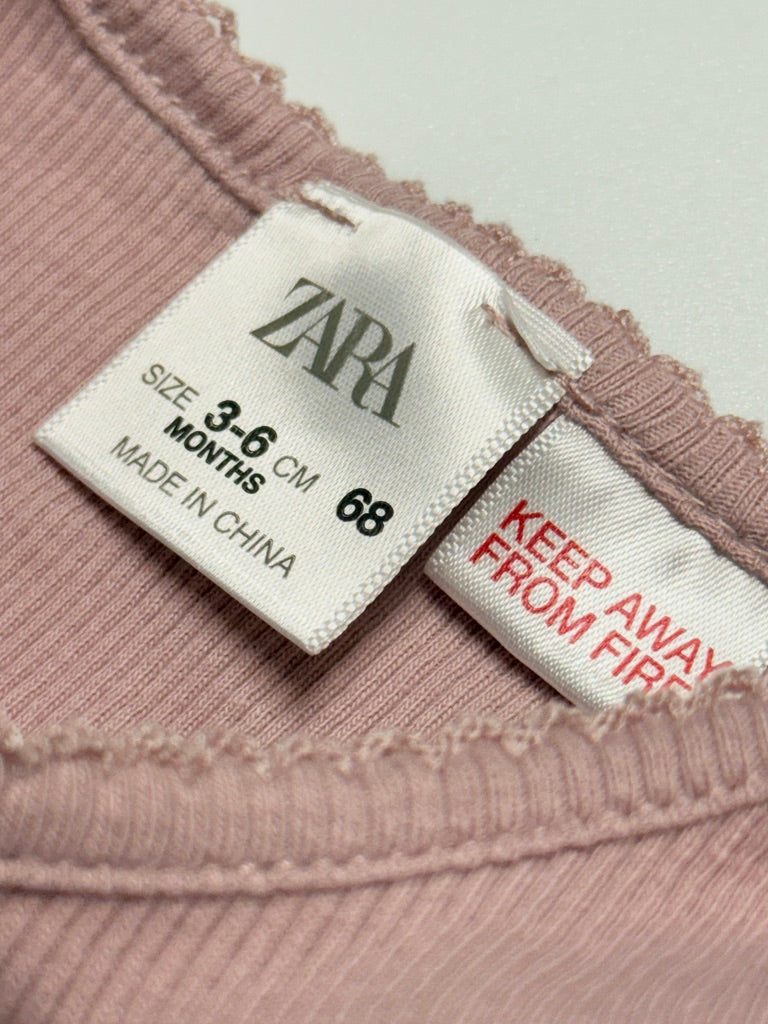 ZARA
SIZE 3-6 CM 68
MONTHS
MADE IN CHINA
KEEP AWAY
FROM FIRE